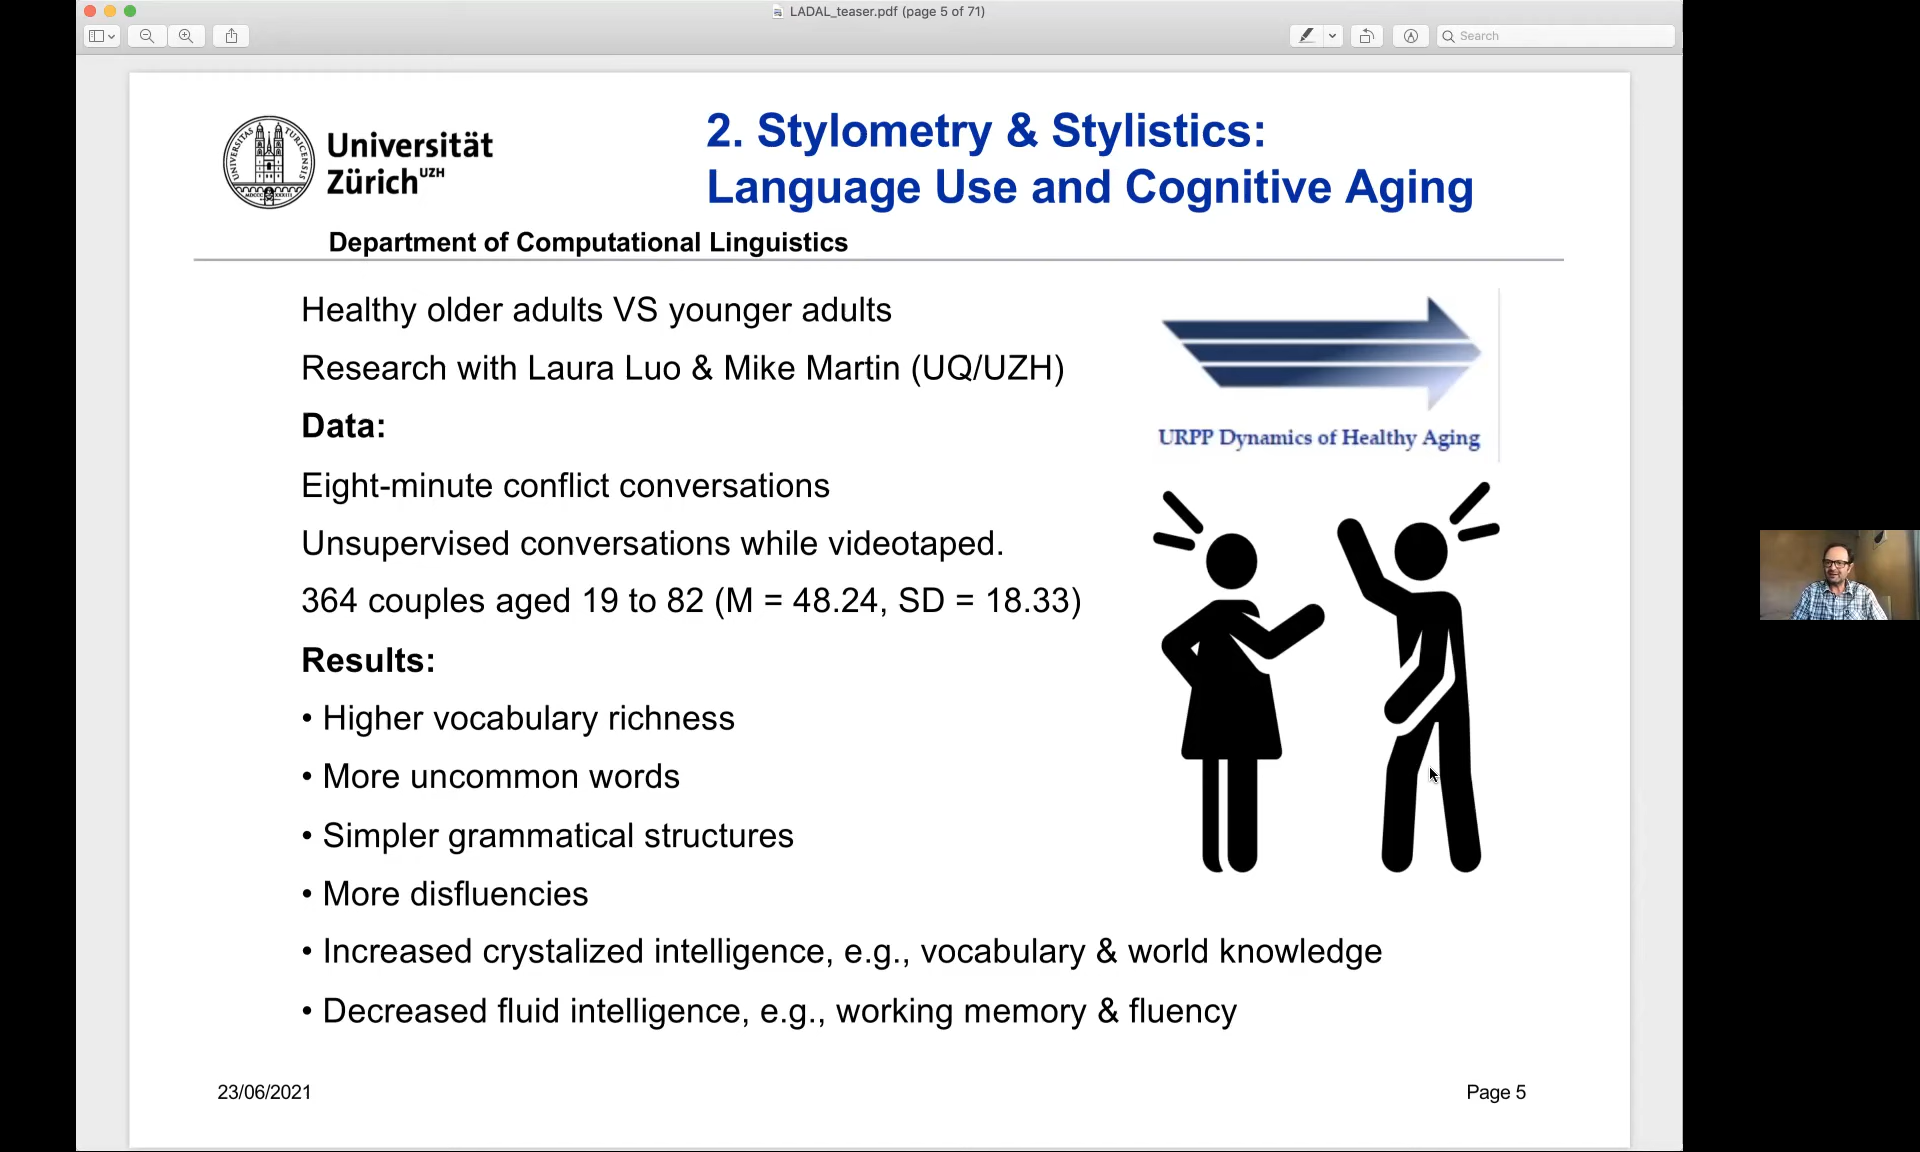 LADAL_teaser.pdf (page 5 of 71)
Search
UNIVERSITAS TURICENSIS
MDCCCXXXIII
Universität
Zürich UZH
2. Stylometry & Stylistics:
Language Use and Cognitive Aging
Department of Computational Linguistics
Healthy older adults VS younger adults
Research with Laura Luo & Mike Martin (UQ/UZH)
Data:
Eight-minute conflict conversations
Unsupervised conversations while videotaped.
364 couples aged 19 to 82 (M = 48.24, SD = 18.33)
Results:
• Higher vocabulary richness
• More uncommon words
• Simpler grammatical structures
• More disfluencies
• Increased crystalized intelligence, e.g., vocabulary & world knowledge
• Decreased fluid intelligence, e.g., working memory & fluency
URPP Dynamics of Healthy Aging
23/06/2021
Page 5